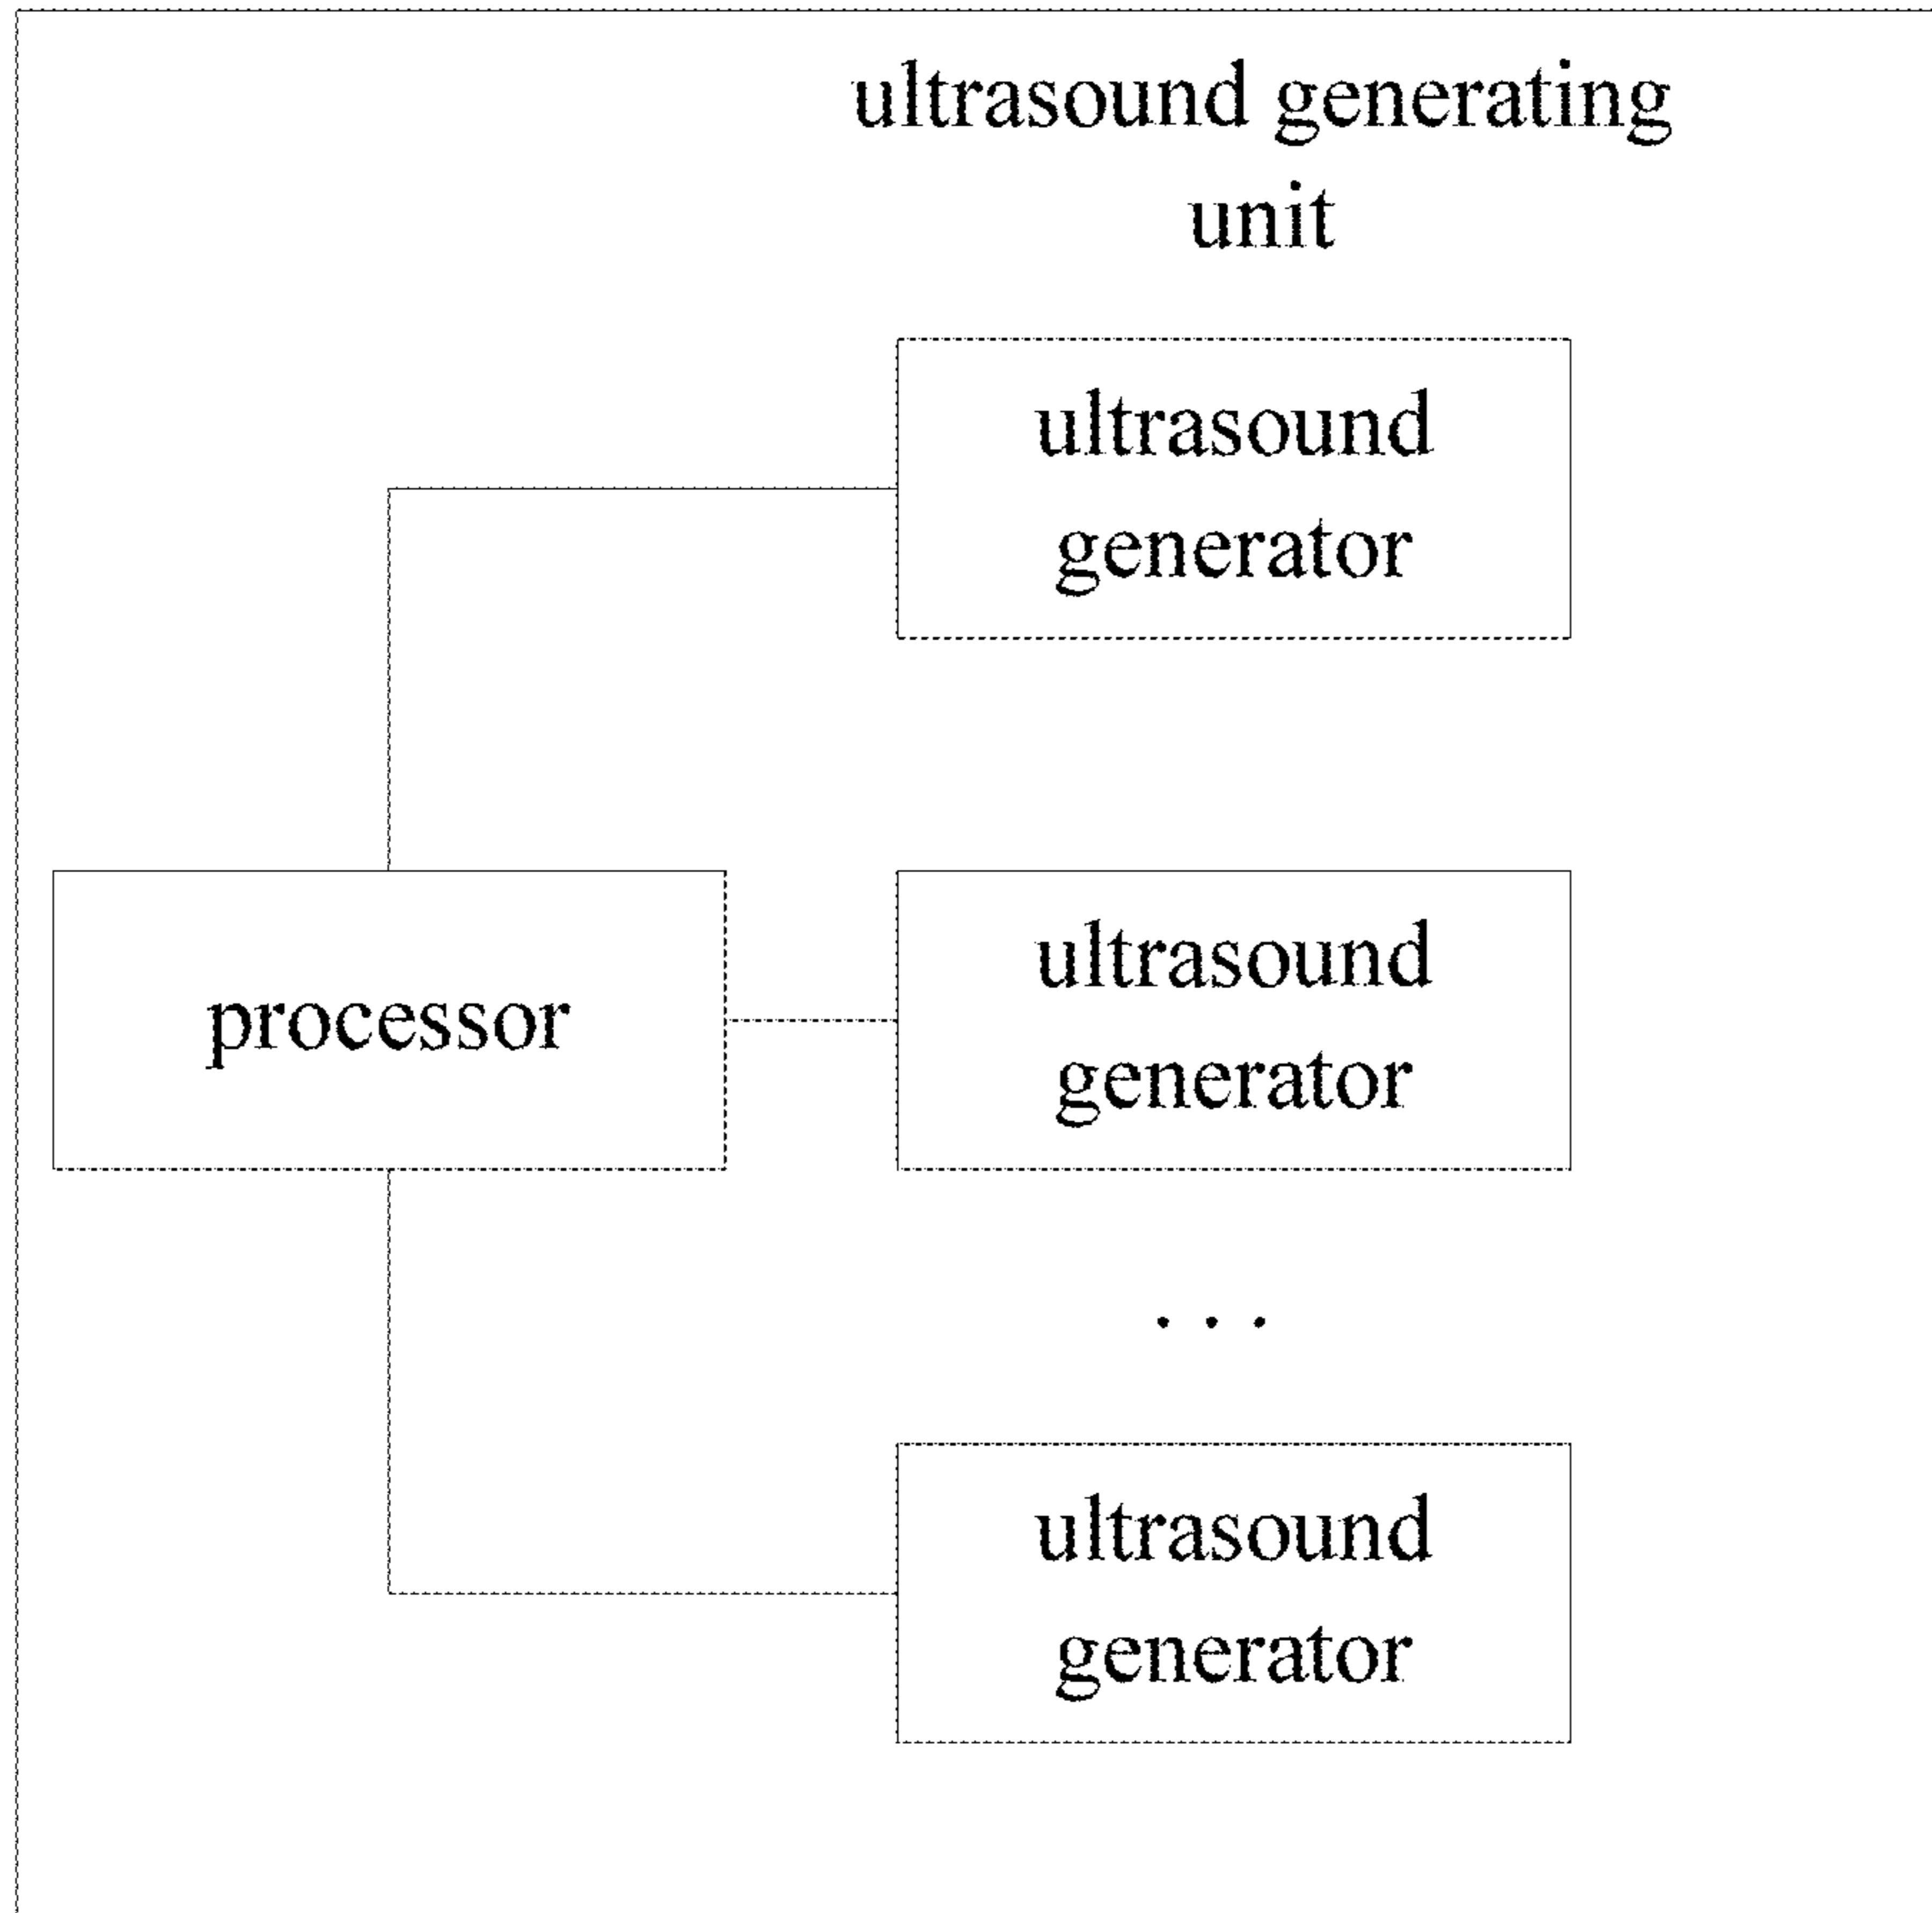 ultrasound generating
unit
ultrasound
generator
processor
ultrasound
generator
. . .
ultrasound
generator